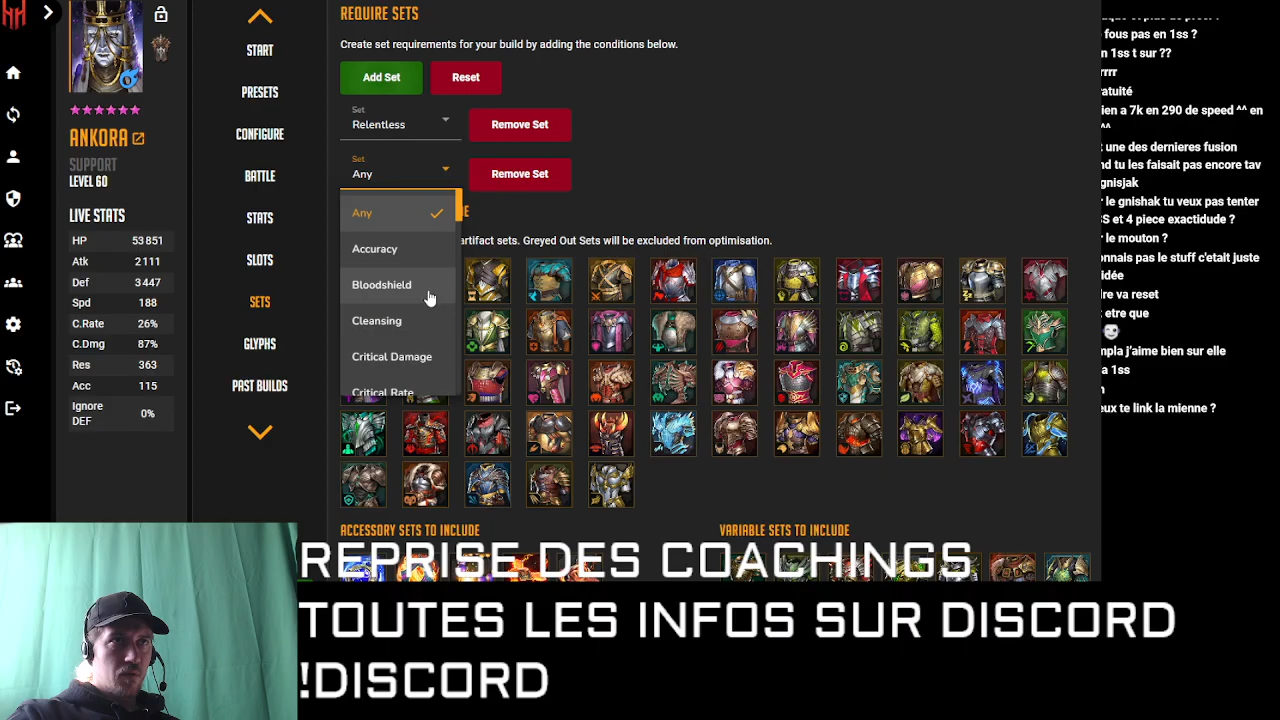 ANKORA
SUPPORT
LEVEL 60
LIVE STATS
HP 53 851
Atk 2 111
Def 3 447
Spd 188
C.Rate 26%
C.Dmg 87%
Res 363
Acc 115
Ignore DEF 0%
START
PRESETS
CONFIGURE
BATTLE
STATS
SLOTS
SETS
GLYPHS
PAST BUILDS
REQUIRE SETS
Create set requirements for your build by adding the conditions below.
Add Set Reset
Set
Relentless Remove Set
Set
Any Remove Set
Any
Accuracy
Bloodshield
Cleansing
Critical Damage
Critical Rate
artifact sets. Greyed Out Sets will be excluded from optimisation.
ACCESSORY SETS TO INCLUDE VARIABLE SETS TO INCLUDE
fous pas en 1ss ?
n 1ss t sur ??
rrrr
ratuité
ien a 7k en 290 de speed ^^ en
^^
t une des dernieres fusion
nd tu les faisait pas encore tav
gnisjak
r le gnishak tu veux pas tenter
SS et 4 piece exactidude ?
r le mouton ?
onnais pas le stuff c'etait juste
idée
dre va reset
t etre que
mpla j'aime bien sur elle
a 1ss
n
eux te link la mienne ?
REPRISE DES COACHINGS
TOUTES LES INFOS SUR DISCORD
!DISCORD